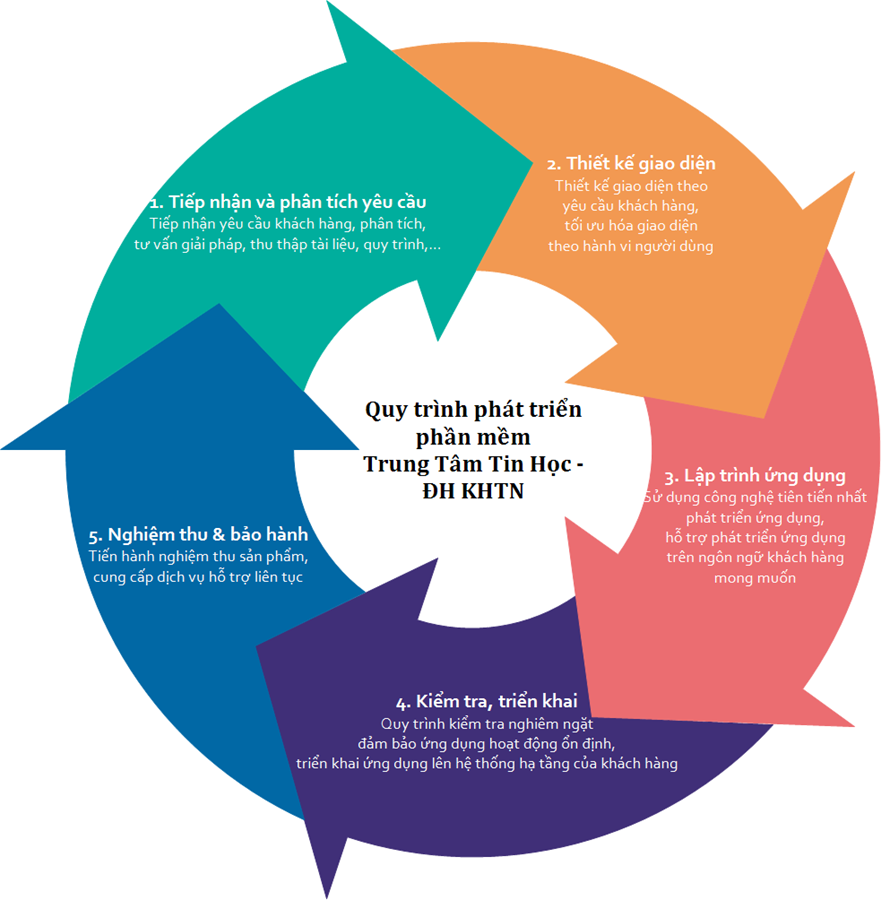 1. Tiếp nhận và phân tích yêu cầu
Tiếp nhận yêu cầu khách hàng, phân tích,
tư vấn giải pháp, thu thập tài liệu, quy trình,...
2. Thiết kế giao diện
Thiết kế giao diện theo
yêu cầu khách hàng,
tối ưu hóa giao diện
theo hành vi người dùng
Quy trình phát triển
phần mềm
Trung Tâm Tin Học -
ĐH KHTN
3. Lập trình ứng dụng
Sử dụng công nghệ tiên tiến nhất
phát triển ứng dụng,
hỗ trợ phát triển ứng dụng
trên ngôn ngữ khách hàng
mong muốn
4. Kiểm tra, triển khai
Quy trình kiểm tra nghiêm ngặt
đảm bảo ứng dụng hoạt động ổn định,
triển khai ứng dụng lên hệ thống hạ tầng của khách hàng
5. Nghiệm thu & bảo hành
Tiến hành nghiệm thu sản phẩm,
cung cấp dịch vụ hỗ trợ liên tục